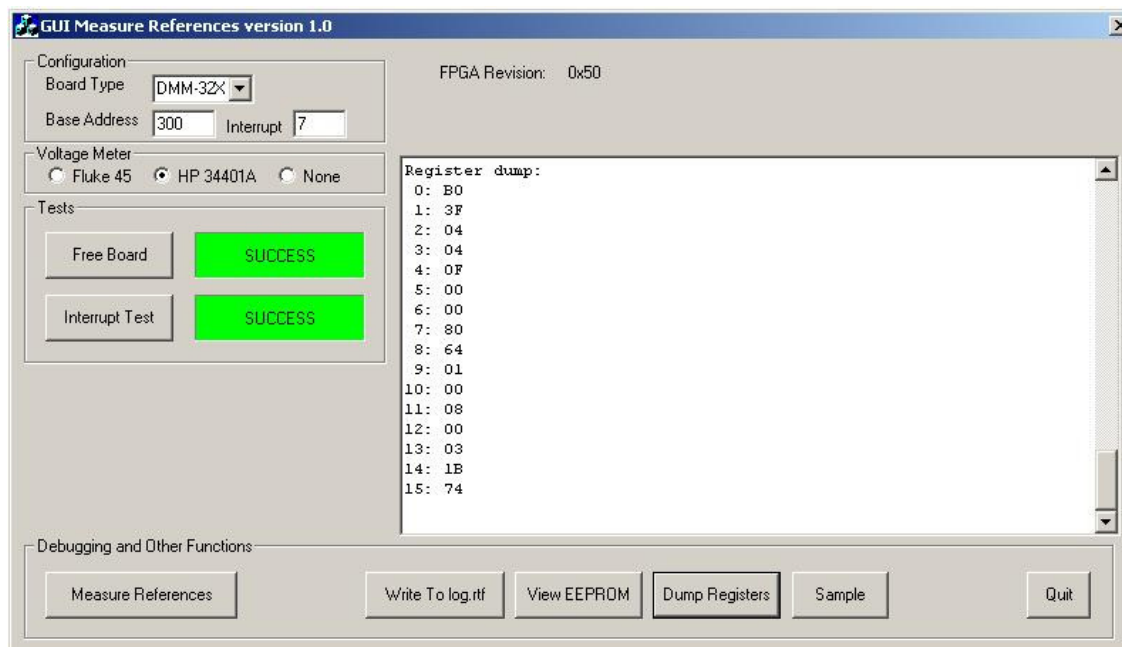 GUI Measure References version 1.0
Configuration
Board Type DMM-32X
Base Address 300 Interrupt 7
FPGA Revision: 0x50
Voltage Meter
Fluke 45 HP 34401A None
Tests
Free Board SUCCESS
Interrupt Test SUCCESS
Register dump:
0: B0
1: 3F
2: 04
3: 04
4: 0F
5: 00
6: 00
7: 80
8: 64
9: 01
10: 00
11: 08
12: 00
13: 03
14: 1B
15: 74
Debugging and Other Functions
Measure References Write To log.rtf View EEPROM Dump Registers Sample Quit